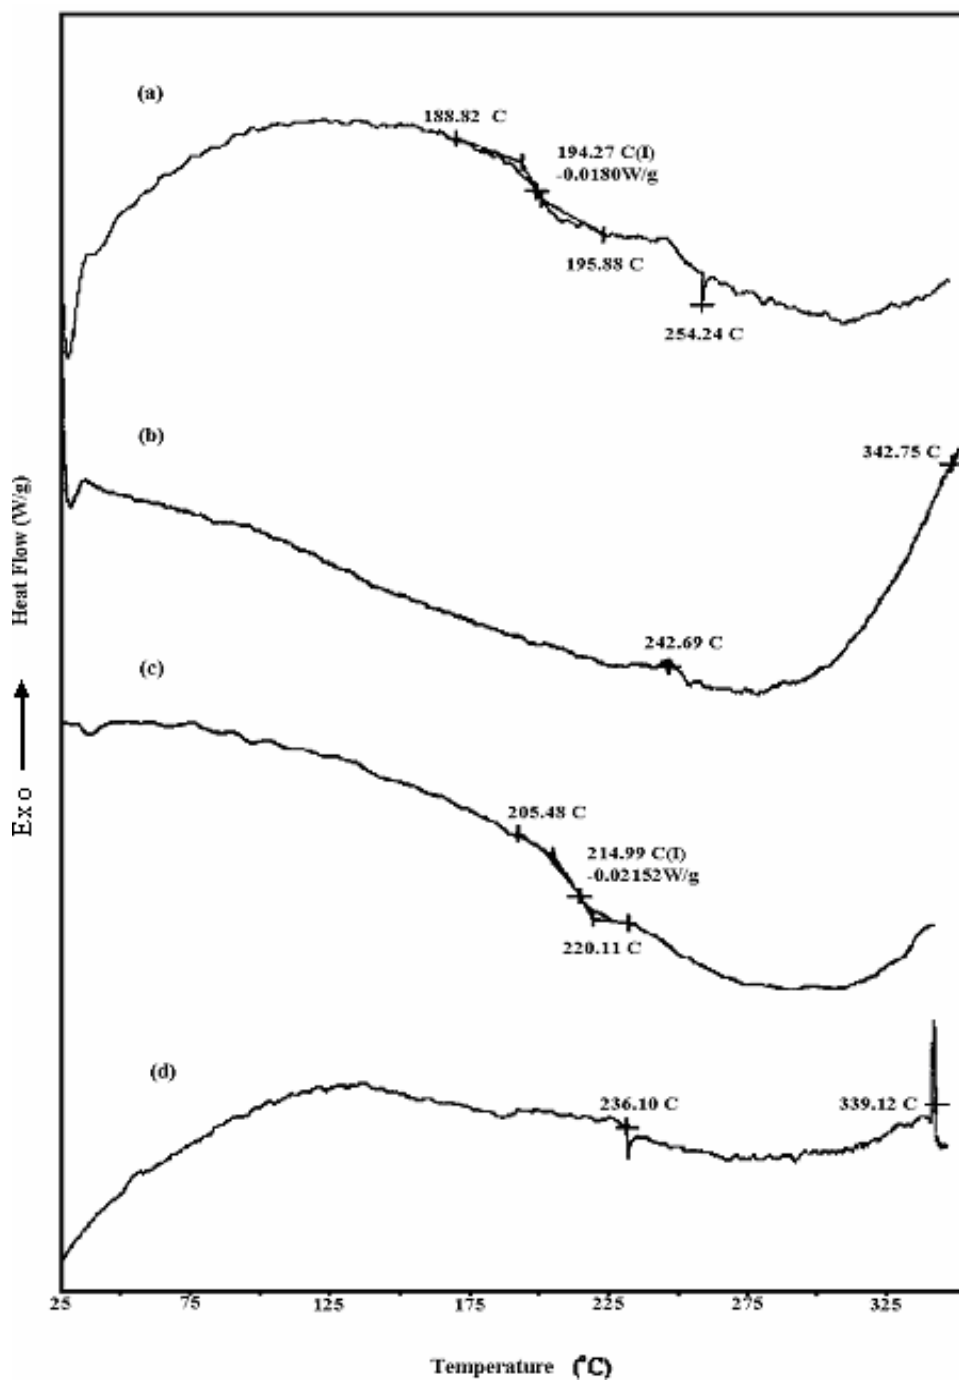 (a)
188.82 C
194.27 C(I)
-0.0180W/g
195.88 C
254.24 C
(b)
342.75 C
242.69 C
(c)
205.48 C
214.99 C(I)
-0.02152W/g
220.11 C
(d)
236.10 C
339.12 C
Exo
Heat Flow (W/g)
25 75 125 175 225 275 325
Temperature (°C)